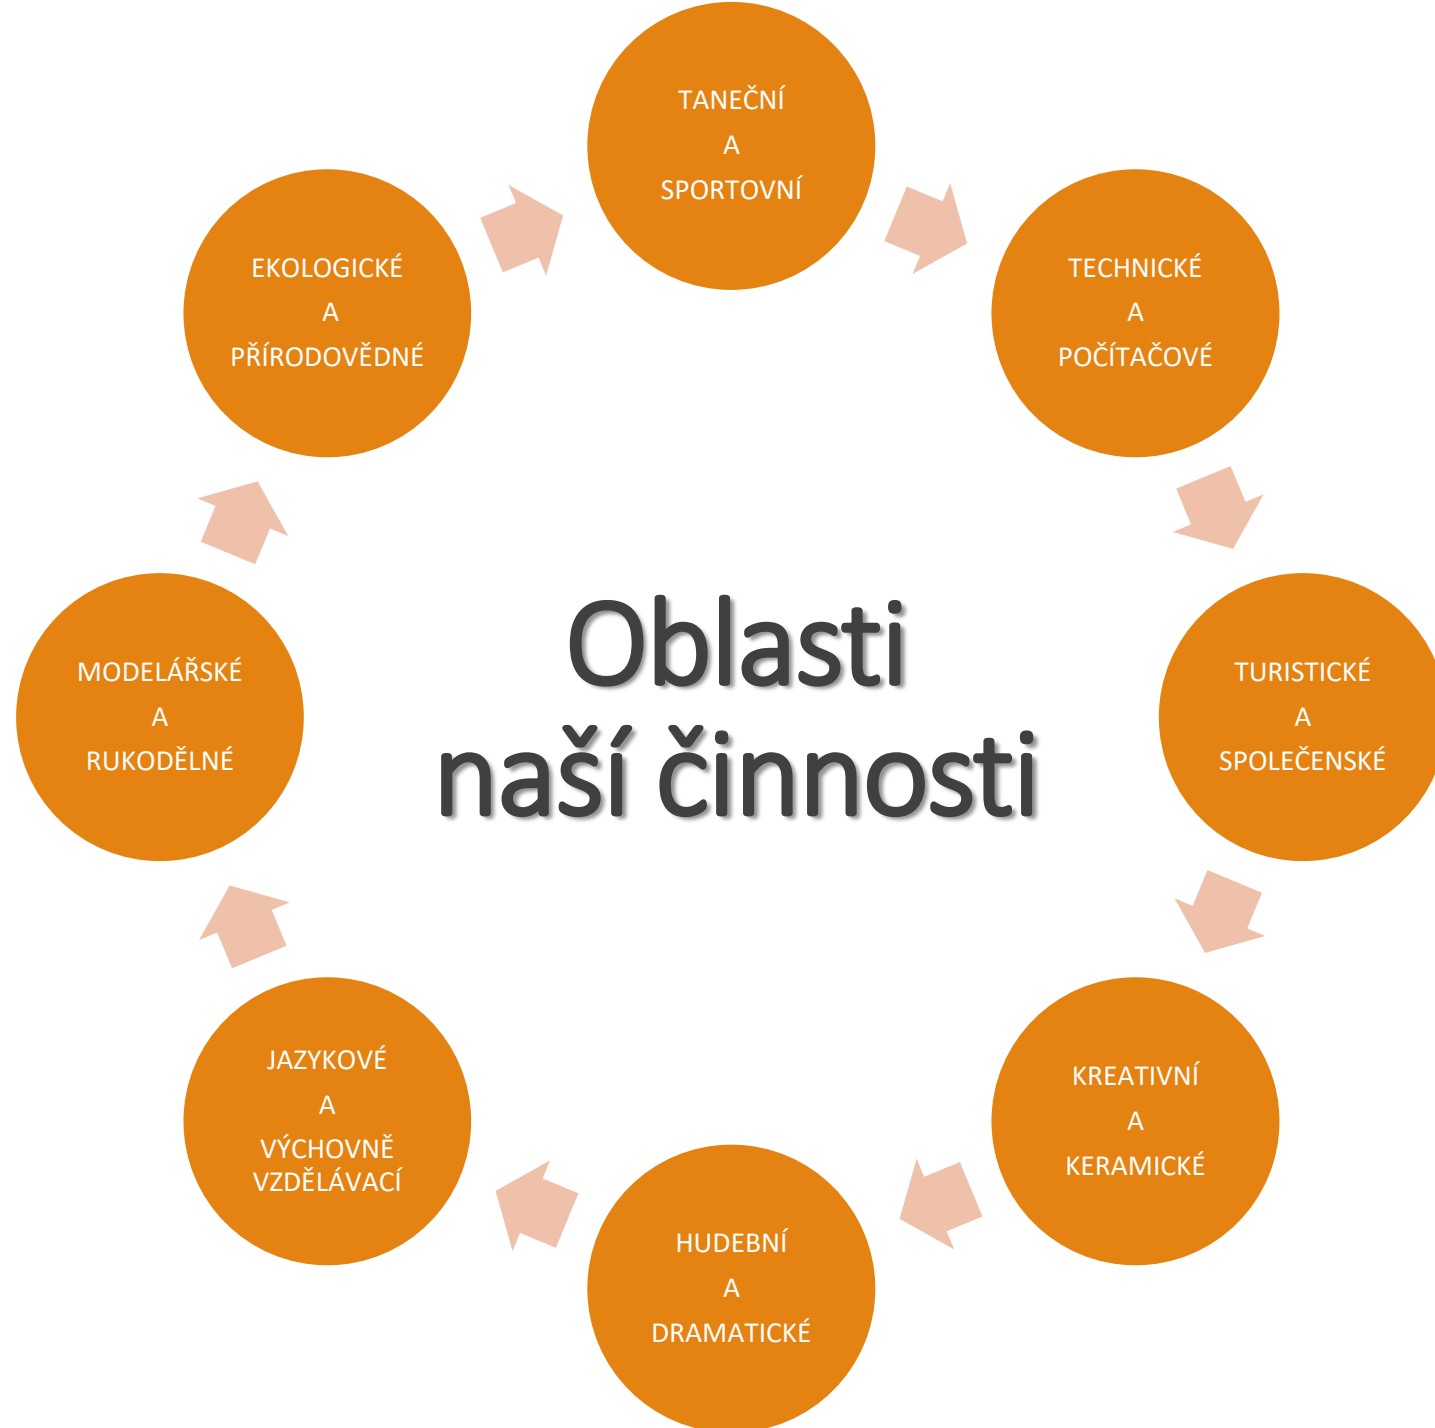 TANEČNÍ
A
SPORTOVNÍ
TECHNICKÉ
A
POČÍTAČOVÉ
TURISTICKÉ
A
SPOLEČENSKÉ
KREATIVNÍ
A
KERAMICKÉ
HUDEBNÍ
A
DRAMATICKÉ
JAZYKOVÉ
A
VÝCHOVNĚ
VZDĚLÁVACÍ
MODELÁŘSKÉ
A
RUKODĚLNÉ
EKOLOGICKÉ
A
PŘÍRODOVĚDNÉ
Oblasti
naší činnosti